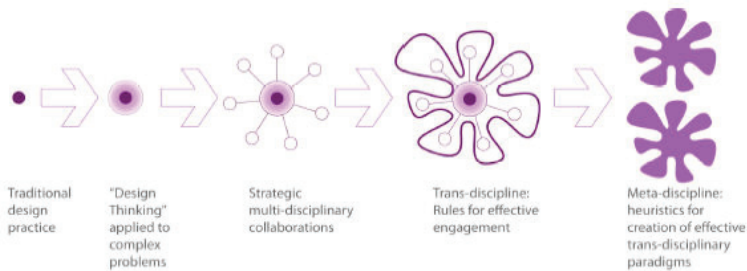 Traditional
design
practice
"Design
Thinking"
applied to
complex
problems
Strategic
multi-disciplinary
collaborations
Trans-discipline:
Rules for effective
engagement
Meta-discipline:
heuristics for
creation of effective
trans-disciplinary
paradigms